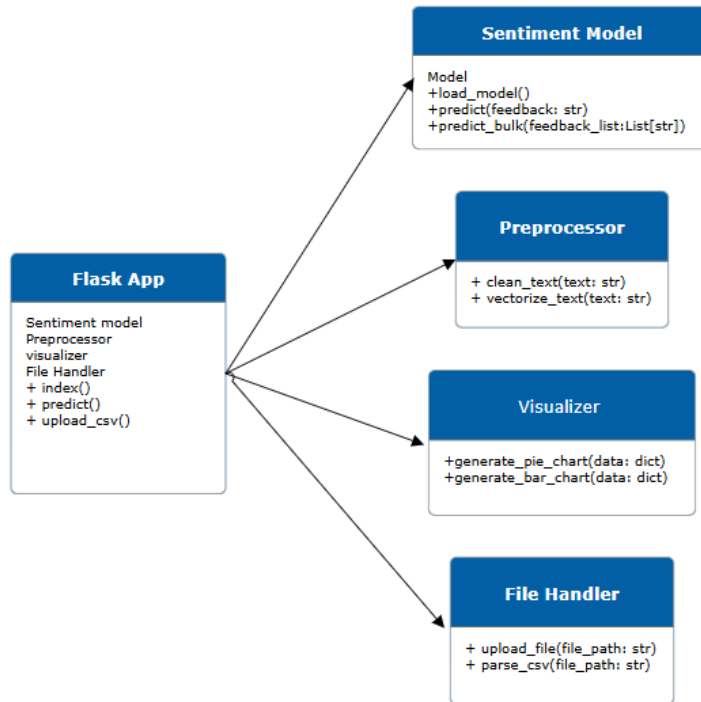 Sentiment Model
Model
+load_model()
+predict(feedback: str)
+predict_bulk(feedback_list:List[str])
Preprocessor
+ clean_text(text: str)
+ vectorize_text(text: str)
Flask App
Sentiment model
Preprocessor
visualizer
File Handler
+ index()
+ predict()
+ upload_csv()
Visualizer
+generate_pie_chart(data: dict)
+generate_bar_chart(data: dict)
File Handler
+ upload_file(file_path: str)
+ parse_csv(file_path: str)